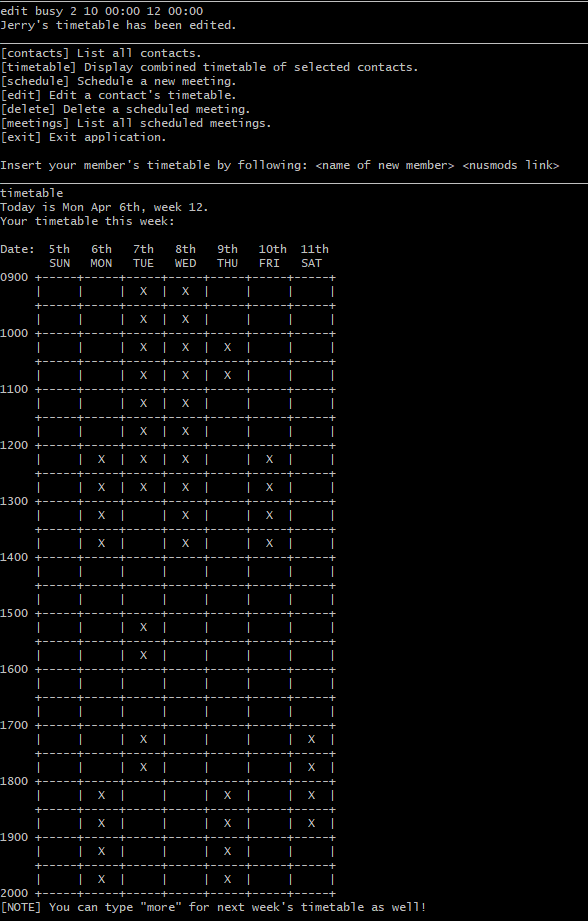 edit busy 2 10 00:00 12 00:00
Jerry's timetable has been edited.
[contacts] List all contacts.
[timetable] Display combined timetable of selected contacts.
[schedule] Schedule a new meeting.
[edit] Edit a contact's timetable.
[delete] Delete a scheduled meeting.
[meetings] List all scheduled meetings.
[exit] Exit application.
Insert your member's timetable by following: <name of new member> <nusmods link>
timetable
Today is Mon Apr 6th, week 12.
Your timetable this week:
Date:  5th   6th   7th   8th   9th   10th  11th
       SUN   MON   TUE   WED   THU   FRI   SAT
0900 +-----+-----+-----+-----+-----+-----+-----+
     |     |     |  X  |  X  |     |     |     |
     +-----+-----+-----+-----+-----+-----+-----+
     |     |     |  X  |  X  |     |     |     |
1000 +-----+-----+-----+-----+-----+-----+-----+
     |     |     |  X  |  X  |  X  |     |     |
     +-----+-----+-----+-----+-----+-----+-----+
     |     |     |  X  |  X  |  X  |     |     |
1100 +-----+-----+-----+-----+-----+-----+-----+
     |     |     |  X  |  X  |     |     |     |
     +-----+-----+-----+-----+-----+-----+-----+
     |     |     |  X  |  X  |     |     |     |
1200 +-----+-----+-----+-----+-----+-----+-----+
     |     |  X  |  X  |  X  |     |  X  |     |
     +-----+-----+-----+-----+-----+-----+-----+
     |     |  X  |  X  |  X  |     |  X  |     |
1300 +-----+-----+-----+-----+-----+-----+-----+
     |     |  X  |     |  X  |     |  X  |     |
     +-----+-----+-----+-----+-----+-----+-----+
     |     |  X  |     |  X  |     |  X  |     |
1400 +-----+-----+-----+-----+-----+-----+-----+
     |     |     |     |     |     |     |     |
     +-----+-----+-----+-----+-----+-----+-----+
     |     |     |     |     |     |     |     |
1500 +-----+-----+-----+-----+-----+-----+-----+
     |     |     |  X  |     |     |     |     |
     +-----+-----+-----+-----+-----+-----+-----+
     |     |     |  X  |     |     |     |     |
1600 +-----+-----+-----+-----+-----+-----+-----+
     |     |     |     |     |     |     |     |
     +-----+-----+-----+-----+-----+-----+-----+
     |     |     |     |     |     |     |     |
1700 +-----+-----+-----+-----+-----+-----+-----+
     |     |     |  X  |     |     |     |  X  |
     +-----+-----+-----+-----+-----+-----+-----+
     |     |     |  X  |     |     |     |  X  |
1800 +-----+-----+-----+-----+-----+-----+-----+
     |     |  X  |     |     |  X  |     |  X  |
     +-----+-----+-----+-----+-----+-----+-----+
     |     |  X  |     |     |  X  |     |  X  |
1900 +-----+-----+-----+-----+-----+-----+-----+
     |     |  X  |     |     |  X  |     |     |
     +-----+-----+-----+-----+-----+-----+-----+
     |     |  X  |     |     |  X  |     |     |
2000 +-----+-----+-----+-----+-----+-----+-----+
[NOTE] You can type "more" for next week's timetable as well!